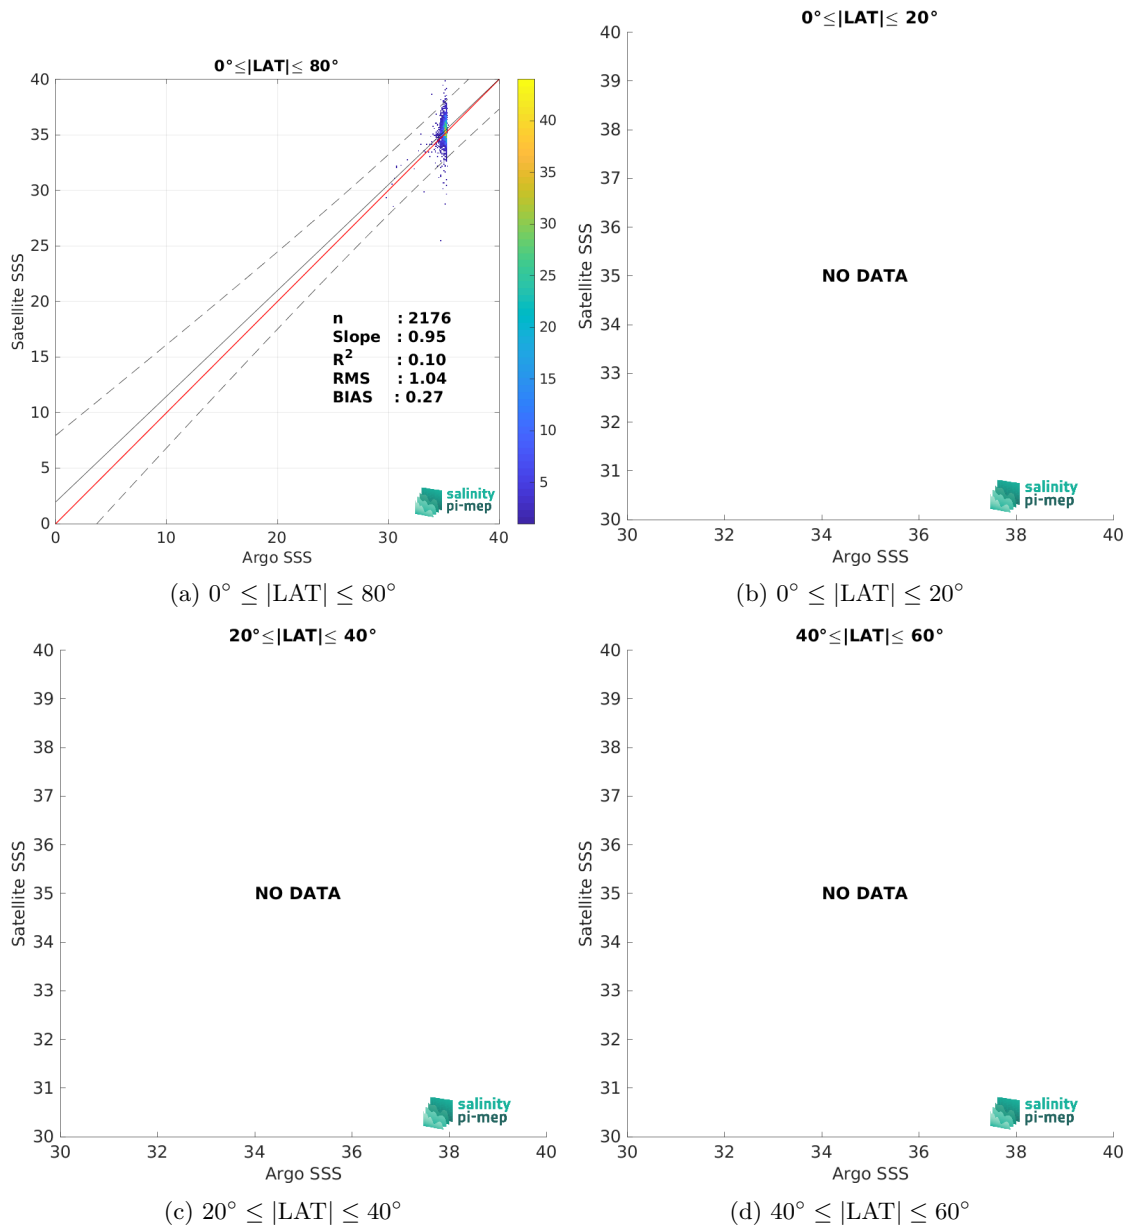 0°≤|LAT|≤ 80°
40
35
30
25
20
15
10
5
0
0
10
20
30
40
Satellite SSS
Argo SSS
n : 2176
Slope : 0.95
R² : 0.10
RMS : 1.04
BIAS : 0.27
salinity
pi-mep
40
35
30
25
20
15
10
5
(a) 0° ≤ |LAT| ≤ 80°
0°≤|LAT|≤ 20°
40
39
38
37
36
35
34
33
32
31
30
30
32
34
36
38
40
Satellite SSS
Argo SSS
NO DATA
salinity
pi-mep
(b) 0° ≤ |LAT| ≤ 20°
20°≤|LAT|≤ 40°
40
39
38
37
36
35
34
33
32
31
30
30
32
34
36
38
40
Satellite SSS
Argo SSS
NO DATA
salinity
pi-mep
(c) 20° ≤ |LAT| ≤ 40°
40°≤|LAT|≤ 60°
40
39
38
37
36
35
34
33
32
31
30
30
32
34
36
38
40
Satellite SSS
Argo SSS
NO DATA
salinity
pi-mep
(d) 40° ≤ |LAT| ≤ 60°